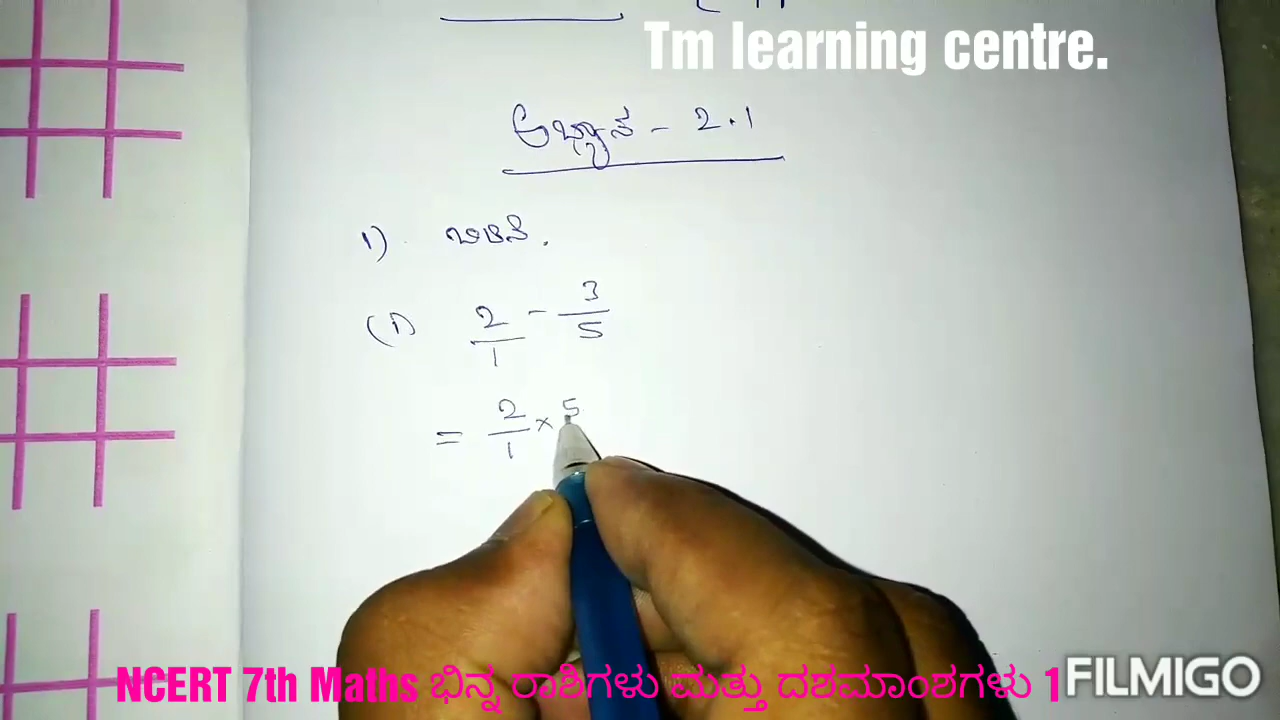 Tm learning centre.
ಅಭ್ಯಾಸ - 2.1
1) ಬಿಡಿಸಿ.
(1) 2/1 - 3/5
= 2/1 × 5
NCERT 7th Maths ಭಿನ್ನ ರಾಶಿಗಳು ಮತ್ತು ದಶಮಾಂಶಗಳು 1
FILMIGO